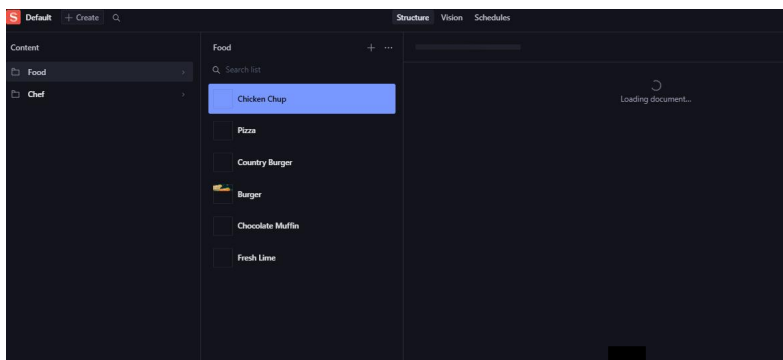 S Default + Create
Structure Vision Schedules
Content
Food
Chef
Food
Search list
Chicken Chup
Pizza
Country Burger
Burger
Chocolate Muffin
Fresh Lime
Loading document...